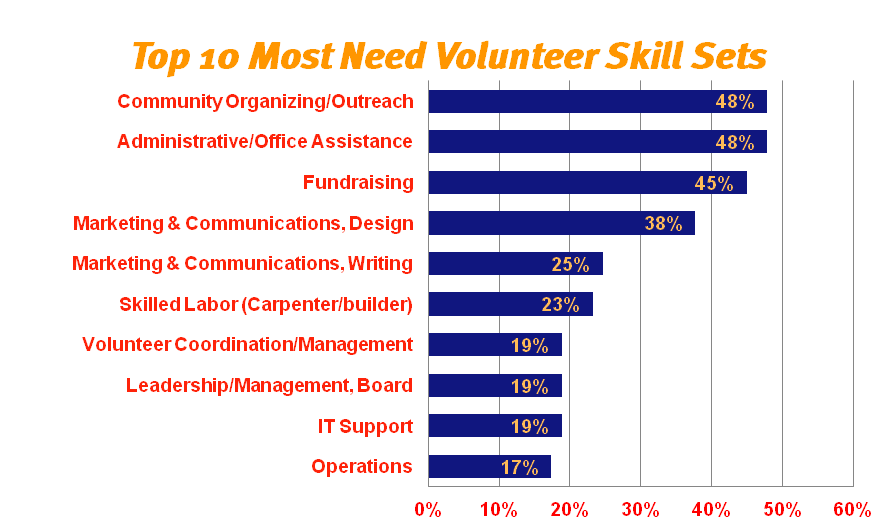 Top 10 Most Need Volunteer Skill Sets
Community Organizing/Outreach 48%
Administrative/Office Assistance 48%
Fundraising 45%
Marketing & Communications, Design 38%
Marketing & Communications, Writing 25%
Skilled Labor (Carpenter/builder) 23%
Volunteer Coordination/Management 19%
Leadership/Management, Board 19%
IT Support 19%
Operations 17%
0% 10% 20% 30% 40% 50% 60%